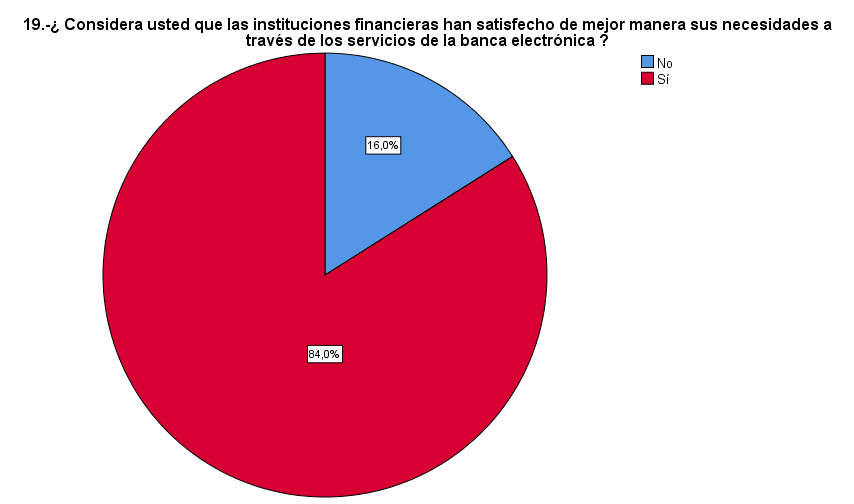 19.-¿ Considera usted que las instituciones financieras han satisfecho de mejor manera sus necesidades a
través de los servicios de la banca electrónica ?
No
Sí
16,0%
84,0%